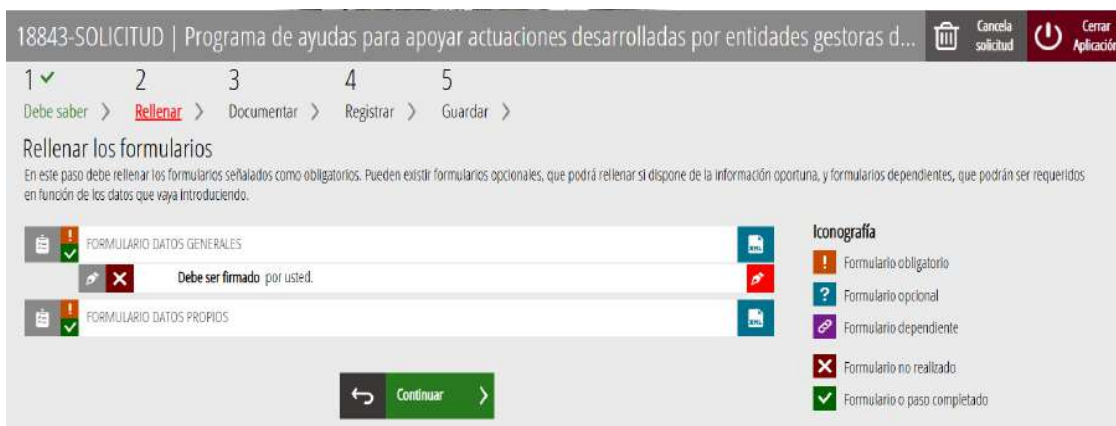 18843-SOLICITUD | Programa de ayudas para apoyar actuaciones desarrolladas por entidades gestoras d...
Cancela
solicitud
Cerrar
Aplicación
1 2 3 4 5
Debe saber > Rellenar > Documentar > Registrar > Guardar >
Rellenar los formularios
En este paso debe rellenar los formularios señalados como obligatorios. Pueden existir formularios opcionales, que podrá rellenar si dispone de la información oportuna, y formularios dependientes, que podrán ser requeridos
en función de los datos que vaya introduciendo.
FORMULARIO DATOS GENERALES
XML
Debe ser firmado por usted.
FORMULARIO DATOS PROPIOS
XML
Continuar
Iconografía
! Formulario obligatorio
? Formulario opcional
Formulario dependiente
Formulario no realizado
Formulario o paso completado